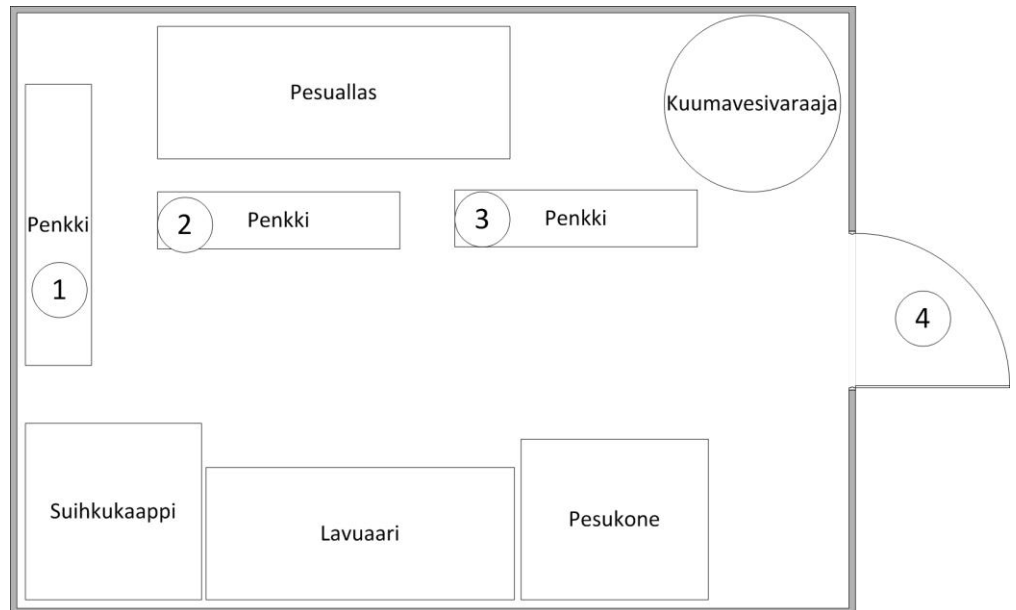 Pesuallas
Kuumavesivaraaja
Penkki
1
2
Penkki
3
Penkki
4
Suihkukaappi
Lavuaari
Pesukone